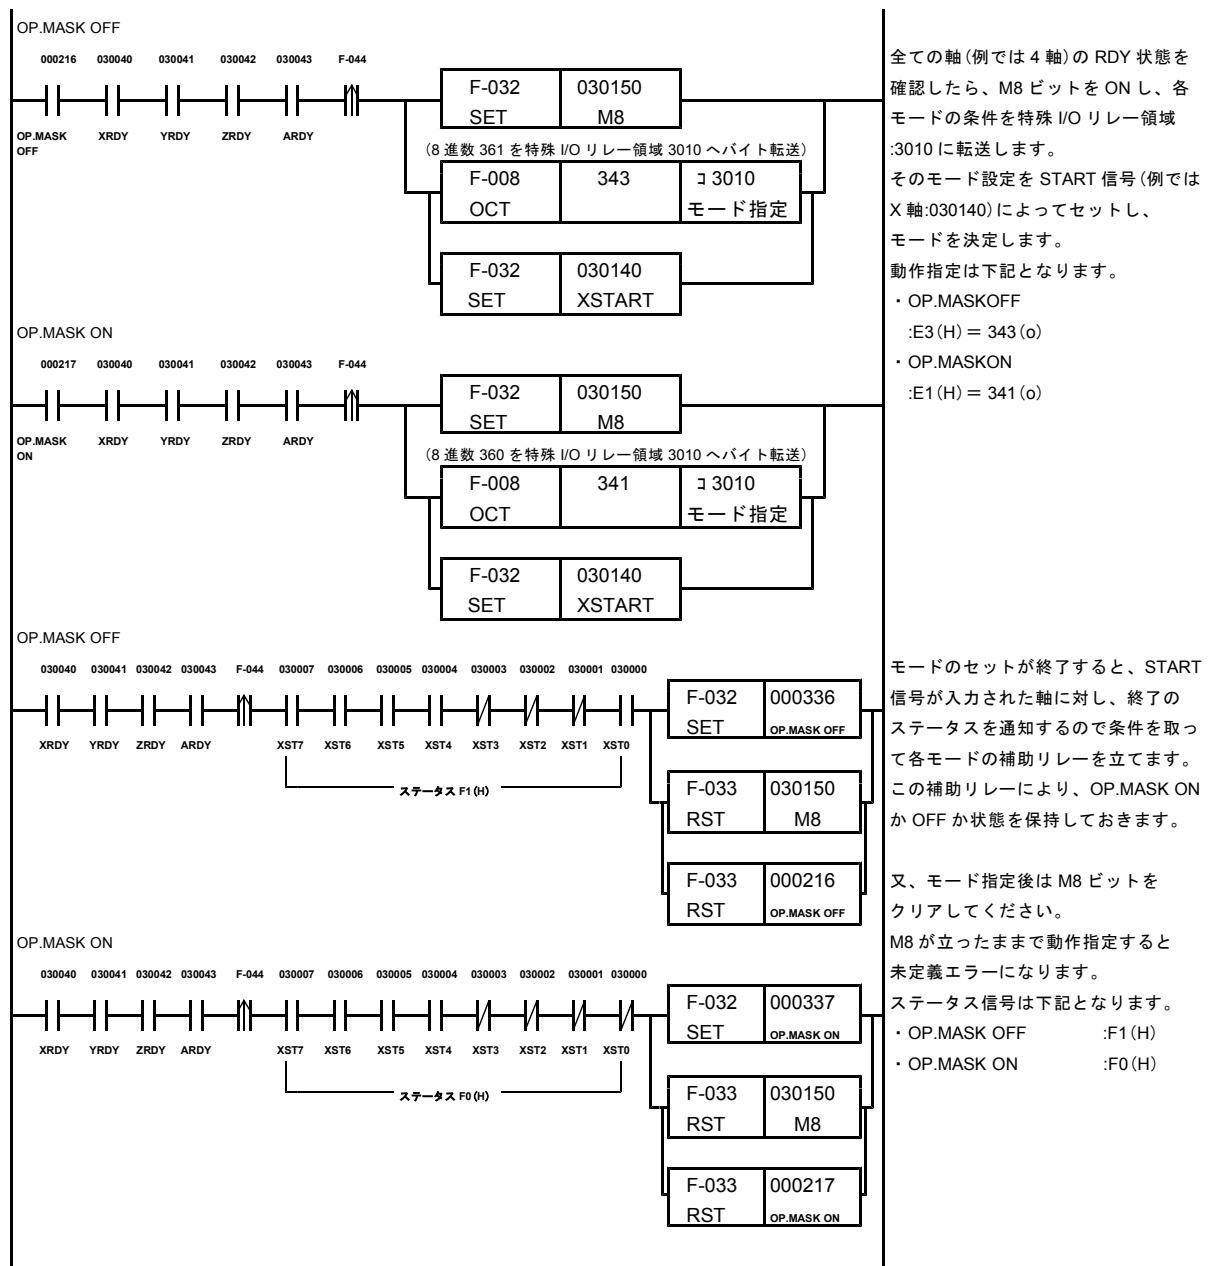 OP.MASK OFF
000216 030040 030041 030042 030043 F-044
OP.MASK OFF XRDY YRDY ZRDY ARDY
F-032 030150
SET M8
(8進数 361 を特殊 I/O リレー領域 3010 へバイト転送)
F-008 343 ｺ3010
OCT モード指定
F-032 030140
SET XSTART
全ての軸(例では 4 軸)の RDY 状態を
確認したら、M8 ビットを ON し、各
モードの条件を特殊 I/O リレー領域
:3010 に転送します。
そのモード設定を START 信号(例では
X 軸:030140)によってセットし、
モードを決定します。
動作指定は下記となります。
・OP.MASKOFF
:E3(H)＝ 343(o)
・OP.MASKON
:E1(H)＝ 341(o)
OP.MASK ON
000217 030040 030041 030042 030043 F-044
OP.MASK ON XRDY YRDY ZRDY ARDY
F-032 030150
SET M8
(8進数 360 を特殊 I/O リレー領域 3010 へバイト転送)
F-008 341 ｺ3010
OCT モード指定
F-032 030140
SET XSTART
OP.MASK OFF
030040 030041 030042 030043 F-044 030007 030006 030005 030004 030003 030002 030001 030000
XRDY YRDY ZRDY ARDY XST7 XST6 XST5 XST4 XST3 XST2 XST1 XST0
ステータス F1(H)
F-032 000336
SET OP.MASK OFF
F-033 030150
RST M8
F-033 000216
RST OP.MASK OFF
モードのセットが終了すると、START
信号が入力された軸に対し、終了の
ステータスを通知するので条件を取っ
て各モードの補助リレーを立てます。
この補助リレーにより、OP.MASK ON
か OFF か状態を保持しておきます。
又、モード指定後は M8 ビットを
クリアしてください。
M8 が立ったままで動作指定すると
未定義エラーになります。
ステータス信号は下記となります。
・OP.MASK OFF :F1(H)
・OP.MASK ON :F0(H)
OP.MASK ON
030040 030041 030042 030043 F-044 030007 030006 030005 030004 030003 030002 030001 030000
XRDY YRDY ZRDY ARDY XST7 XST6 XST5 XST4 XST3 XST2 XST1 XST0
ステータス F0(H)
F-032 000337
SET OP.MASK ON
F-033 030150
RST M8
F-033 000217
RST OP.MASK ON